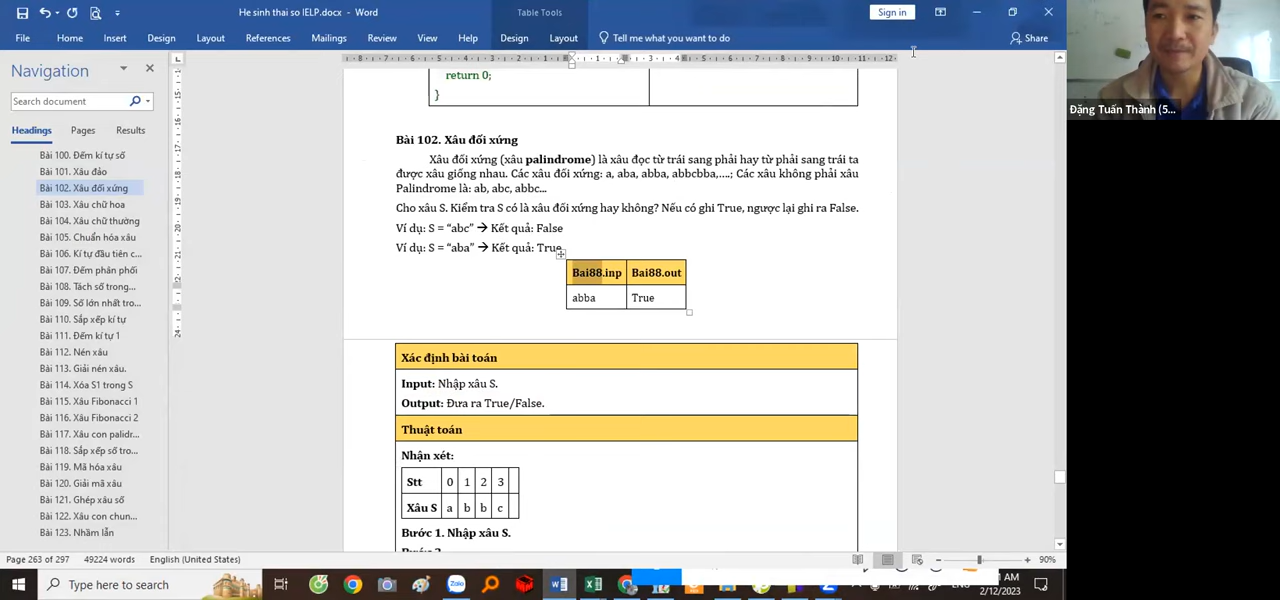 He sinh thai so IELP.docx - Word
Table Tools
Sign in
File Home Insert Design Layout References Mailings Review View Help Design Layout Tell me what you want to do Share
Navigation
Search document
Headings Pages Results
Bài 100. Đếm kí tự số
Bài 101. Xâu đảo
Bài 102. Xâu đối xứng
Bài 103. Xâu chữ hoa
Bài 104. Xâu chữ thường
Bài 105. Chuẩn hóa xâu
Bài 106. Kí tự đầu tiên c...
Bài 107. Đếm phân phối
Bài 108. Tách số trong...
Bài 109. Số lớn nhất tro...
Bài 110. Sắp xếp kí tự
Bài 111. Đếm kí tự 1
Bài 112. Nén xâu
Bài 113. Giải nén xâu.
Bài 114. Xóa S1 trong S
Bài 115. Xâu Fibonacci 1
Bài 116. Xâu Fibonacci 2
Bài 117. Xâu con palidr...
Bài 118. Sắp xếp số tro...
Bài 119. Mã hóa xâu
Bài 120. Giải mã xâu
Bài 121. Ghép xâu số
Bài 122. Xâu con chun...
Bài 123. Nhầm lẫn
return 0;
}
Bài 102. Xâu đối xứng
Xâu đối xứng (xâu palindrome) là xâu đọc từ trái sang phải hay từ phải sang trái ta
được xâu giống nhau. Các xâu đối xứng: a, aba, abba, abbcbba,....; Các xâu không phải xâu
Palindrome là: ab, abc, abbc...
Cho xâu S. Kiểm tra S có là xâu đối xứng hay không? Nếu có ghi True, ngược lại ghi ra False.
Ví dụ: S = “abc” → Kết quả: False
Ví dụ: S = “aba” → Kết quả: True
Bai88.inp Bai88.out
abba True
Xác định bài toán
Input: Nhập xâu S.
Output: Đưa ra True/False.
Thuật toán
Nhận xét:
Stt 0 1 2 3
Xâu S a b b c
Bước 1. Nhập xâu S.
Đặng Tuấn Thành (5...
Page 263 of 297 49224 words English (United States) 90%
Type here to search
2/12/2023